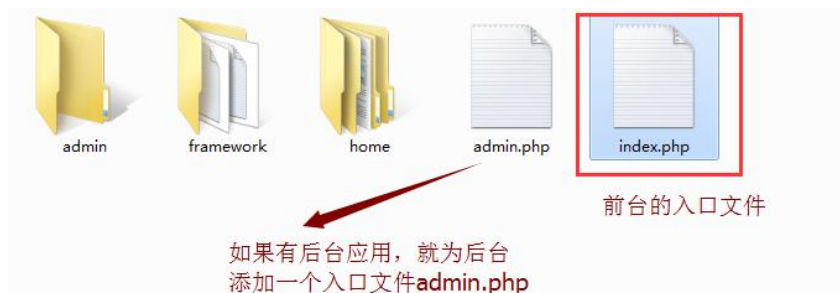 admin
framework
home
admin.php
index.php
前台的入口文件
如果有后台应用，就为后台
添加一个入口文件admin.php